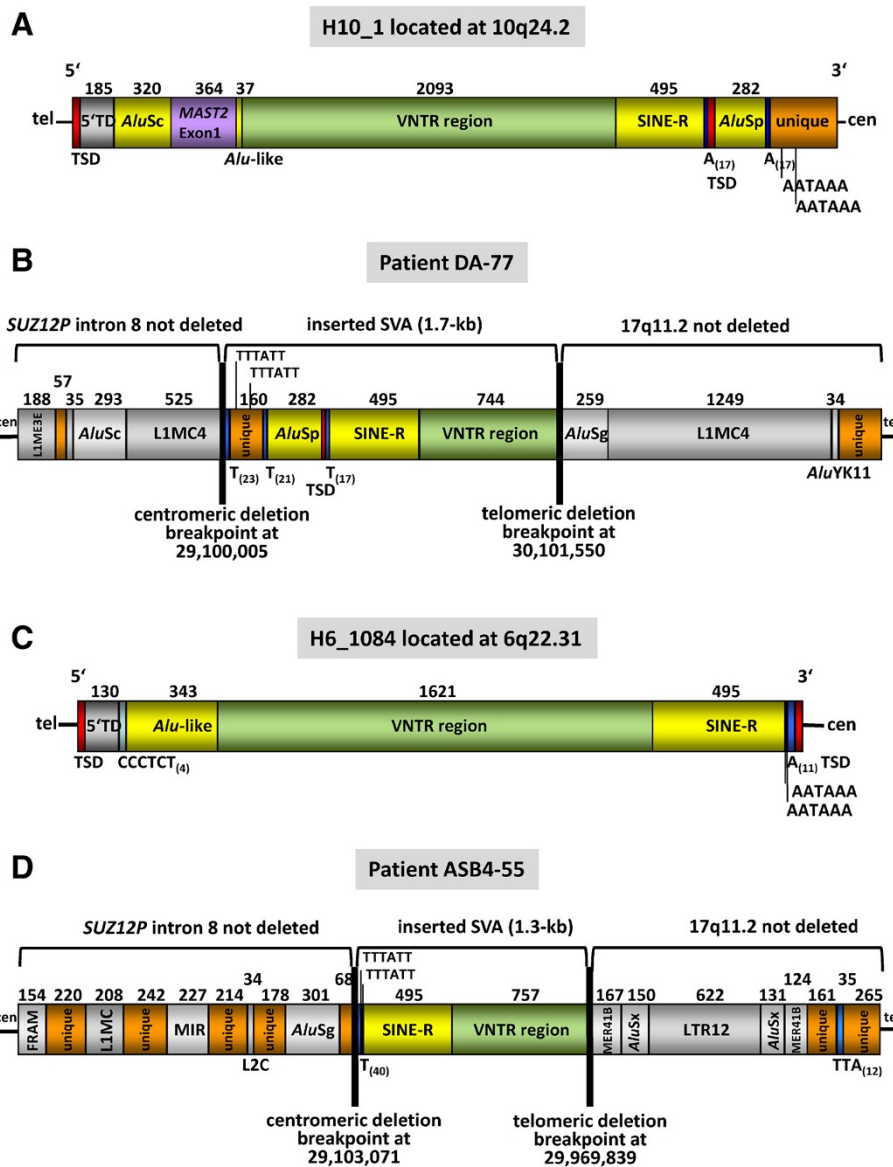 A
H10_1 located at 10q24.2
5‘ 3‘
185 320 364 37 2093 495 282
tel 5‘TD AluSc MAST2 Exon1 VNTR region SINE-R AluSp unique cen
TSD Alu-like A(17) TSD A(17)
AATAAA
AATAAA
B
Patient DA-77
SUZ12P intron 8 not deleted inserted SVA (1.7-kb) 17q11.2 not deleted
TTTATT
TTTATT
188 57 35 293 525 160 282 495 744 259 1249 34
cen L1ME3E AluSc L1MC4 unique AluSp SINE-R VNTR region AluSg L1MC4 unique te
T(23) T(21) TSD T(17) AluYK11
centromeric deletion telomeric deletion
breakpoint at breakpoint at
29,100,005 30,101,550
C
H6_1084 located at 6q22.31
5‘ 3‘
130 343 1621 495
tel 5‘TD Alu-like VNTR region SINE-R cen
TSD CCCTCT(4) A(11) TSD
AATAAA
AATAAA
D
Patient ASB4-55
SUZ12P intron 8 not deleted inserted SVA (1.3-kb) 17q11.2 not deleted
TTTATT
TTTATT
154 220 208 242 227 214 34 178 301 68 495 757 167 150 622 131 124 161 35 265
cen FRAM unique L1MC unique MIR unique unique AluSg SINE-R VNTR region MER41B AluSx LTR12 AluSx MER41B unique unique te
L2C T(40) TTA(12)
centromeric deletion telomeric deletion
breakpoint at breakpoint at
29,103,071 29,969,839